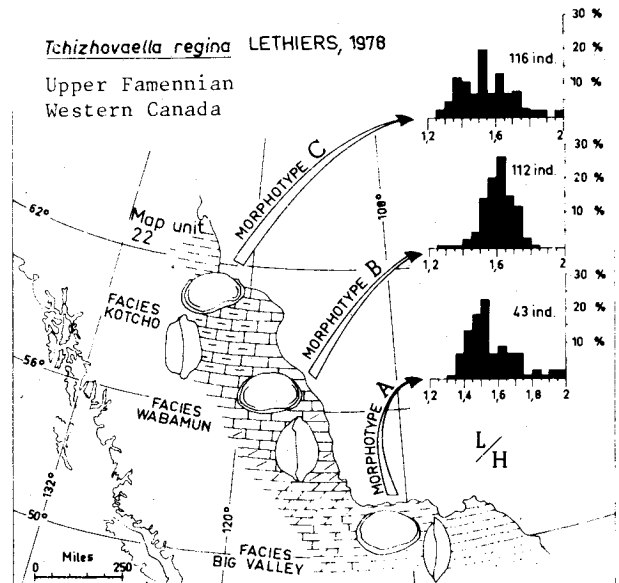 Tchizhovaella regina LETHIERS, 1978
Upper Famennian
Western Canada
30 %
20 %
10 %
116 ind.
1,2 1,6 2
MORPHOTYPE C
30 %
20 %
10 %
112 ind.
1,6 2
MORPHOTYPE B
30 %
20 %
10 %
43 ind.
1,2 1,4 1,6 1,8 2
MORPHOTYPE A
L/H
62°
Map unit
22
108°
FACIES
KOTCHO
56°
FACIES
WABAMUN
132°
120°
50°
FACIES
BIG VALLEY
Miles
0 250